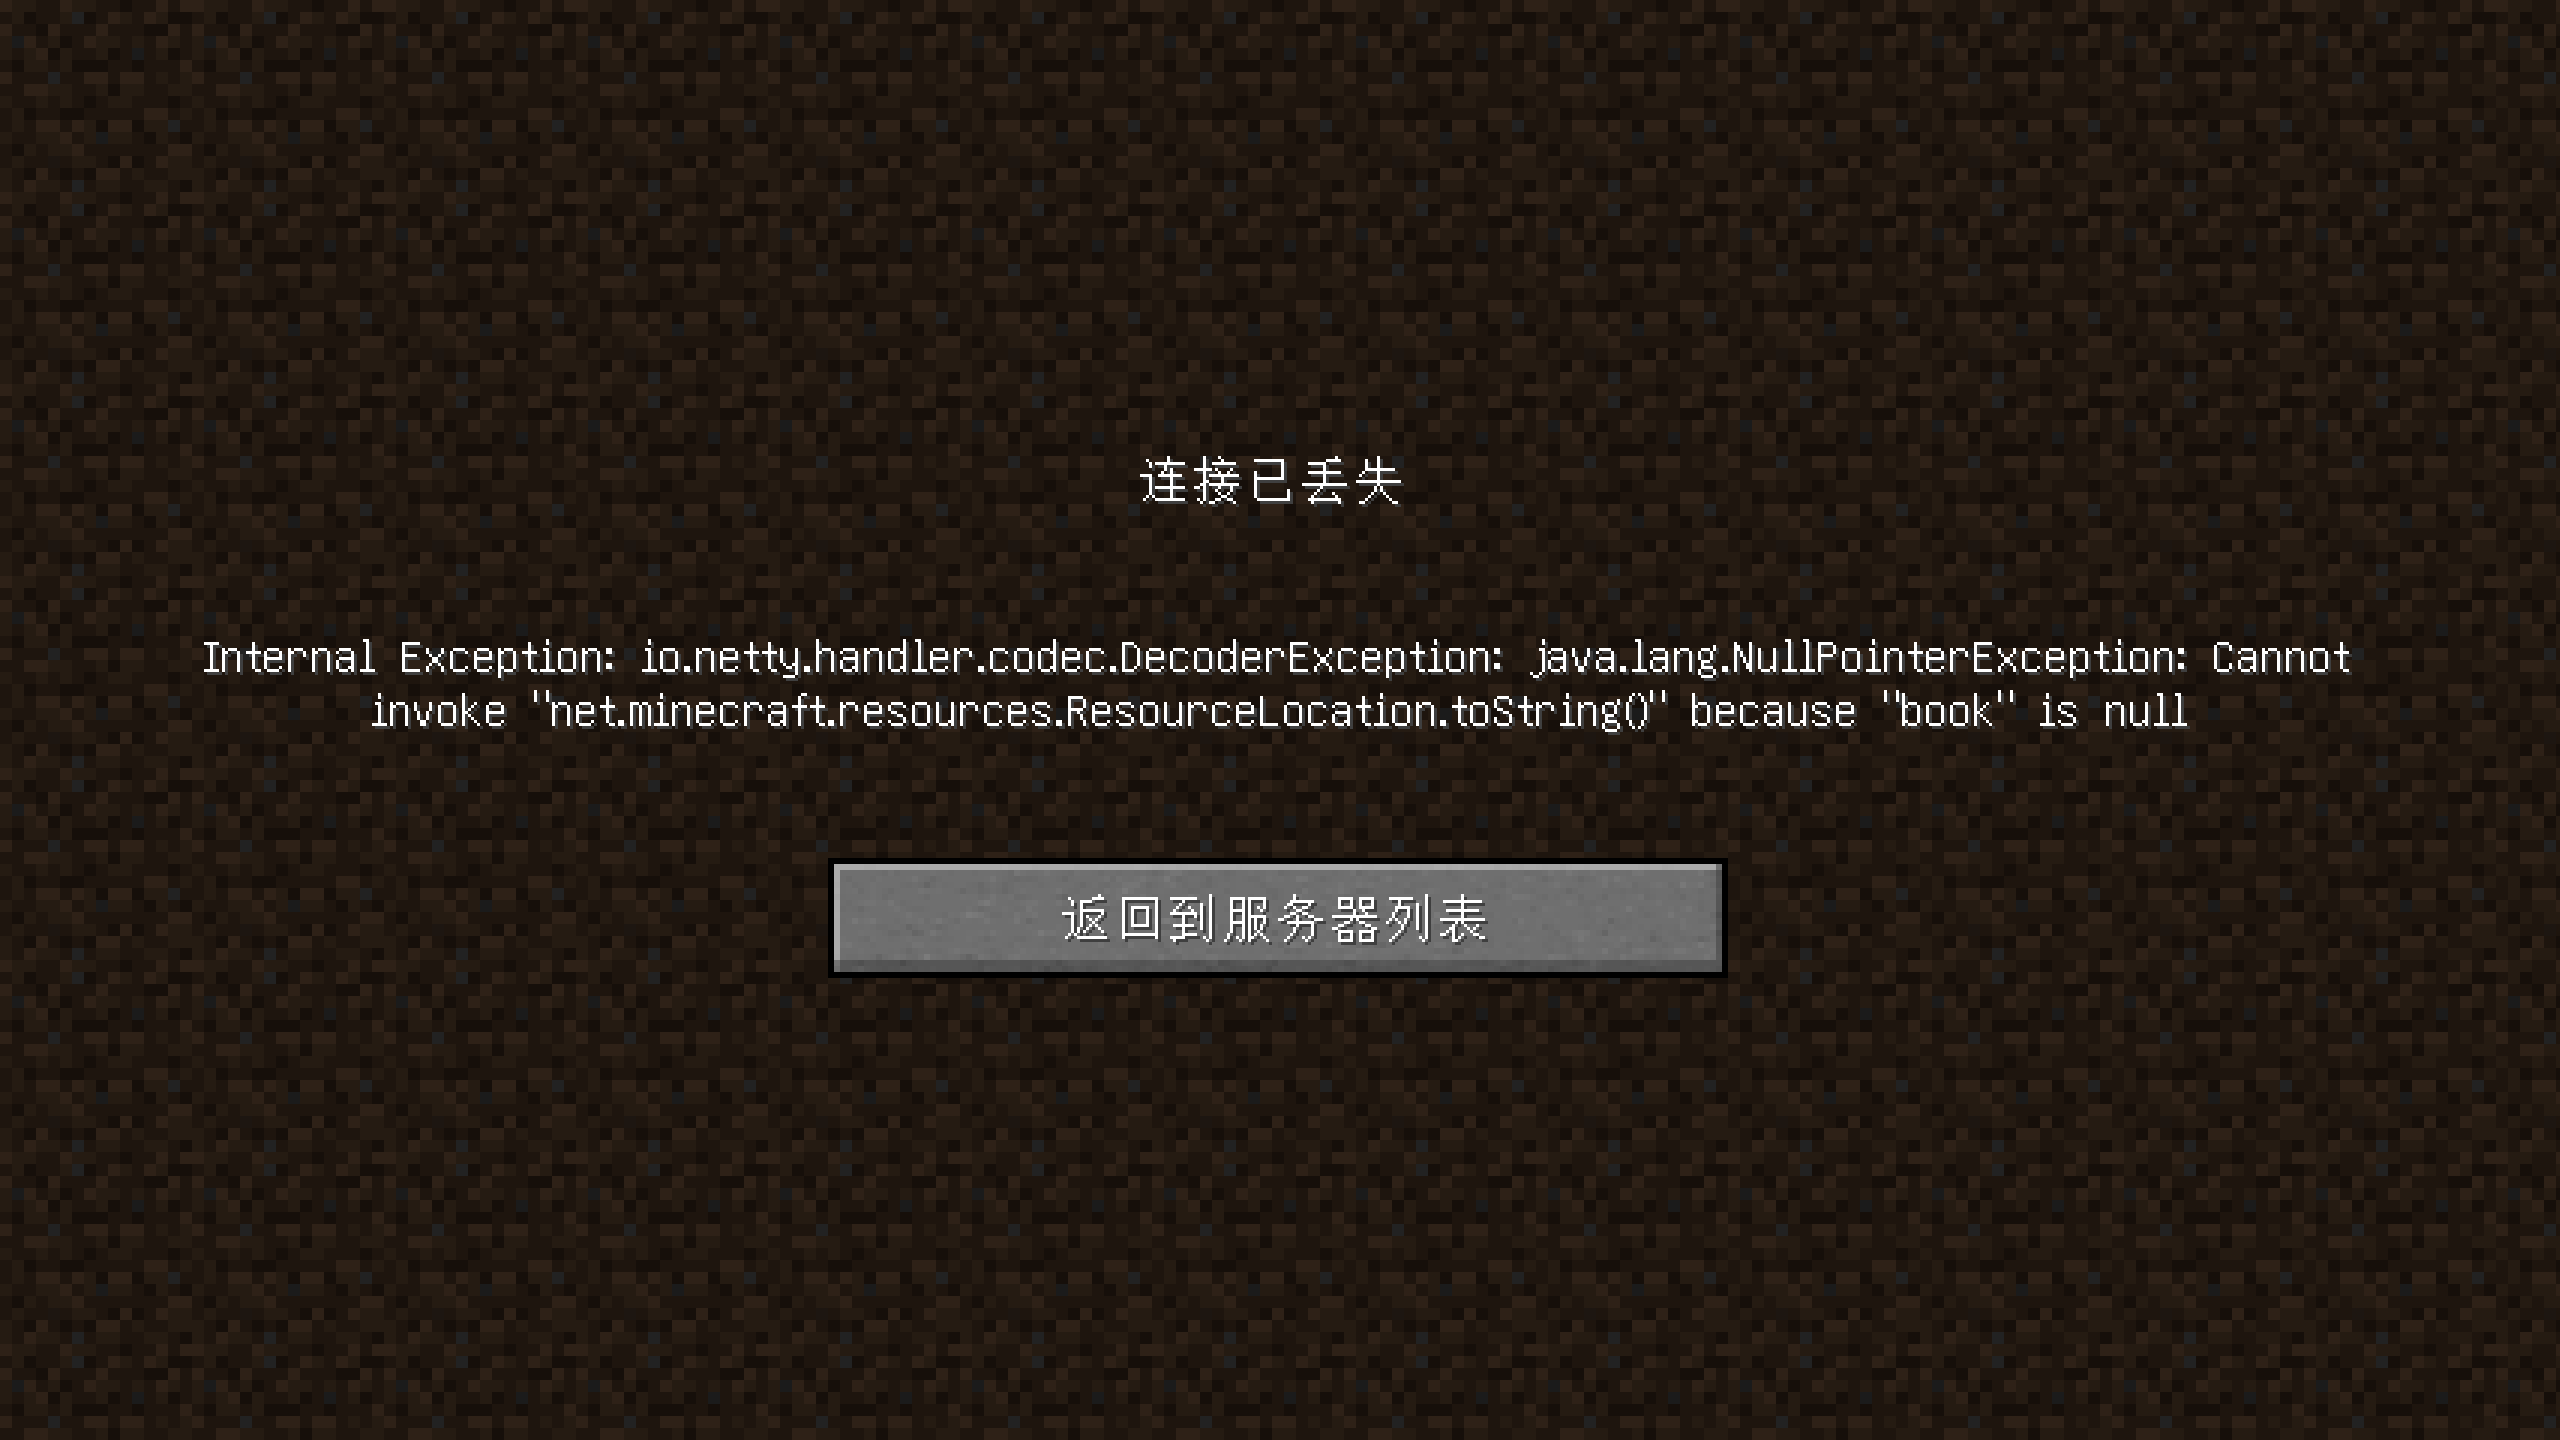 连接已丢失
Internal Exception: io.netty.handler.codec.DecoderException: java.lang.NullPointerException: Cannot
invoke "net.minecraft.resources.ResourceLocation.toString()" because "book" is null
返回到服务器列表